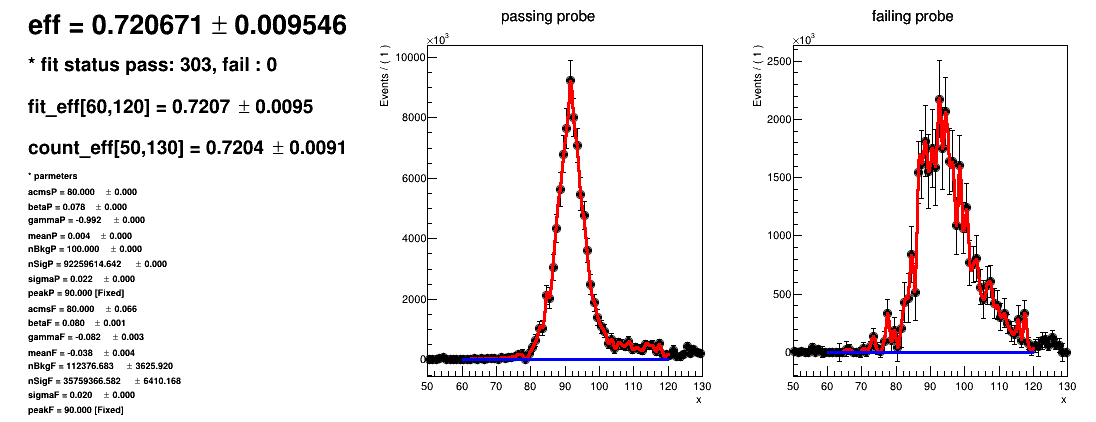 eff = 0.720671 ± 0.009546
* fit status pass: 303, fail : 0
fit_eff[60,120] = 0.7207 ± 0.0095
count_eff[50,130] = 0.7204 ± 0.0091
* parmeters
acmsP = 80.000 ± 0.000
betaP = 0.078 ± 0.000
gammaP = -0.992 ± 0.000
meanP = 0.004 ± 0.000
nBkgP = 100.000 ± 0.000
nSigP = 92259614.642 ± 0.000
sigmaP = 0.022 ± 0.000
peakP = 90.000 [Fixed]
acmsF = 80.000 ± 0.066
betaF = 0.080 ± 0.001
gammaF = -0.082 ± 0.003
meanF = -0.038 ± 0.004
nBkgF = 112376.683 ± 3625.920
nSigF = 35759366.582 ± 6410.168
sigmaF = 0.020 ± 0.000
peakF = 90.000 [Fixed]
passing probe
×10³
Events / ( 1 )
10000
8000
6000
4000
2000
0
50 60 70 80 90 100 110 120 130
x
failing probe
×10³
Events / ( 1 )
2500
2000
1500
1000
500
0
50 60 70 80 90 100 110 120 130
x